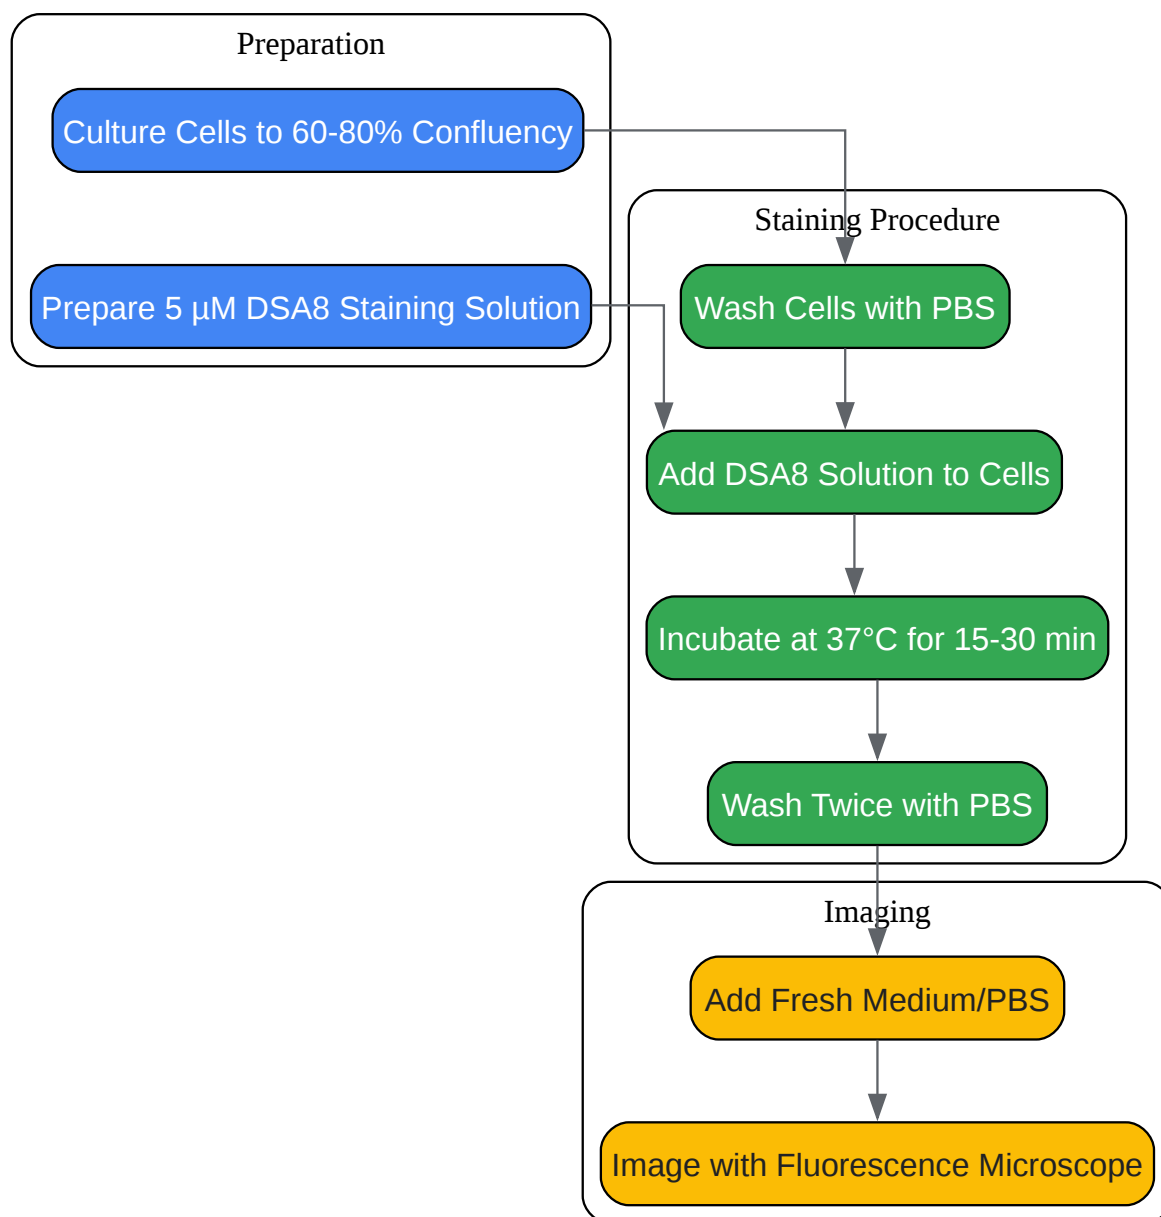 Preparation
Culture Cells to 60-80% Confluency
Prepare 5 µM DSA8 Staining Solution
Staining Procedure
Wash Cells with PBS
Add DSA8 Solution to Cells
Incubate at 37°C for 15-30 min
Wash Twice with PBS
Imaging
Add Fresh Medium/PBS
Image with Fluorescence Microscope